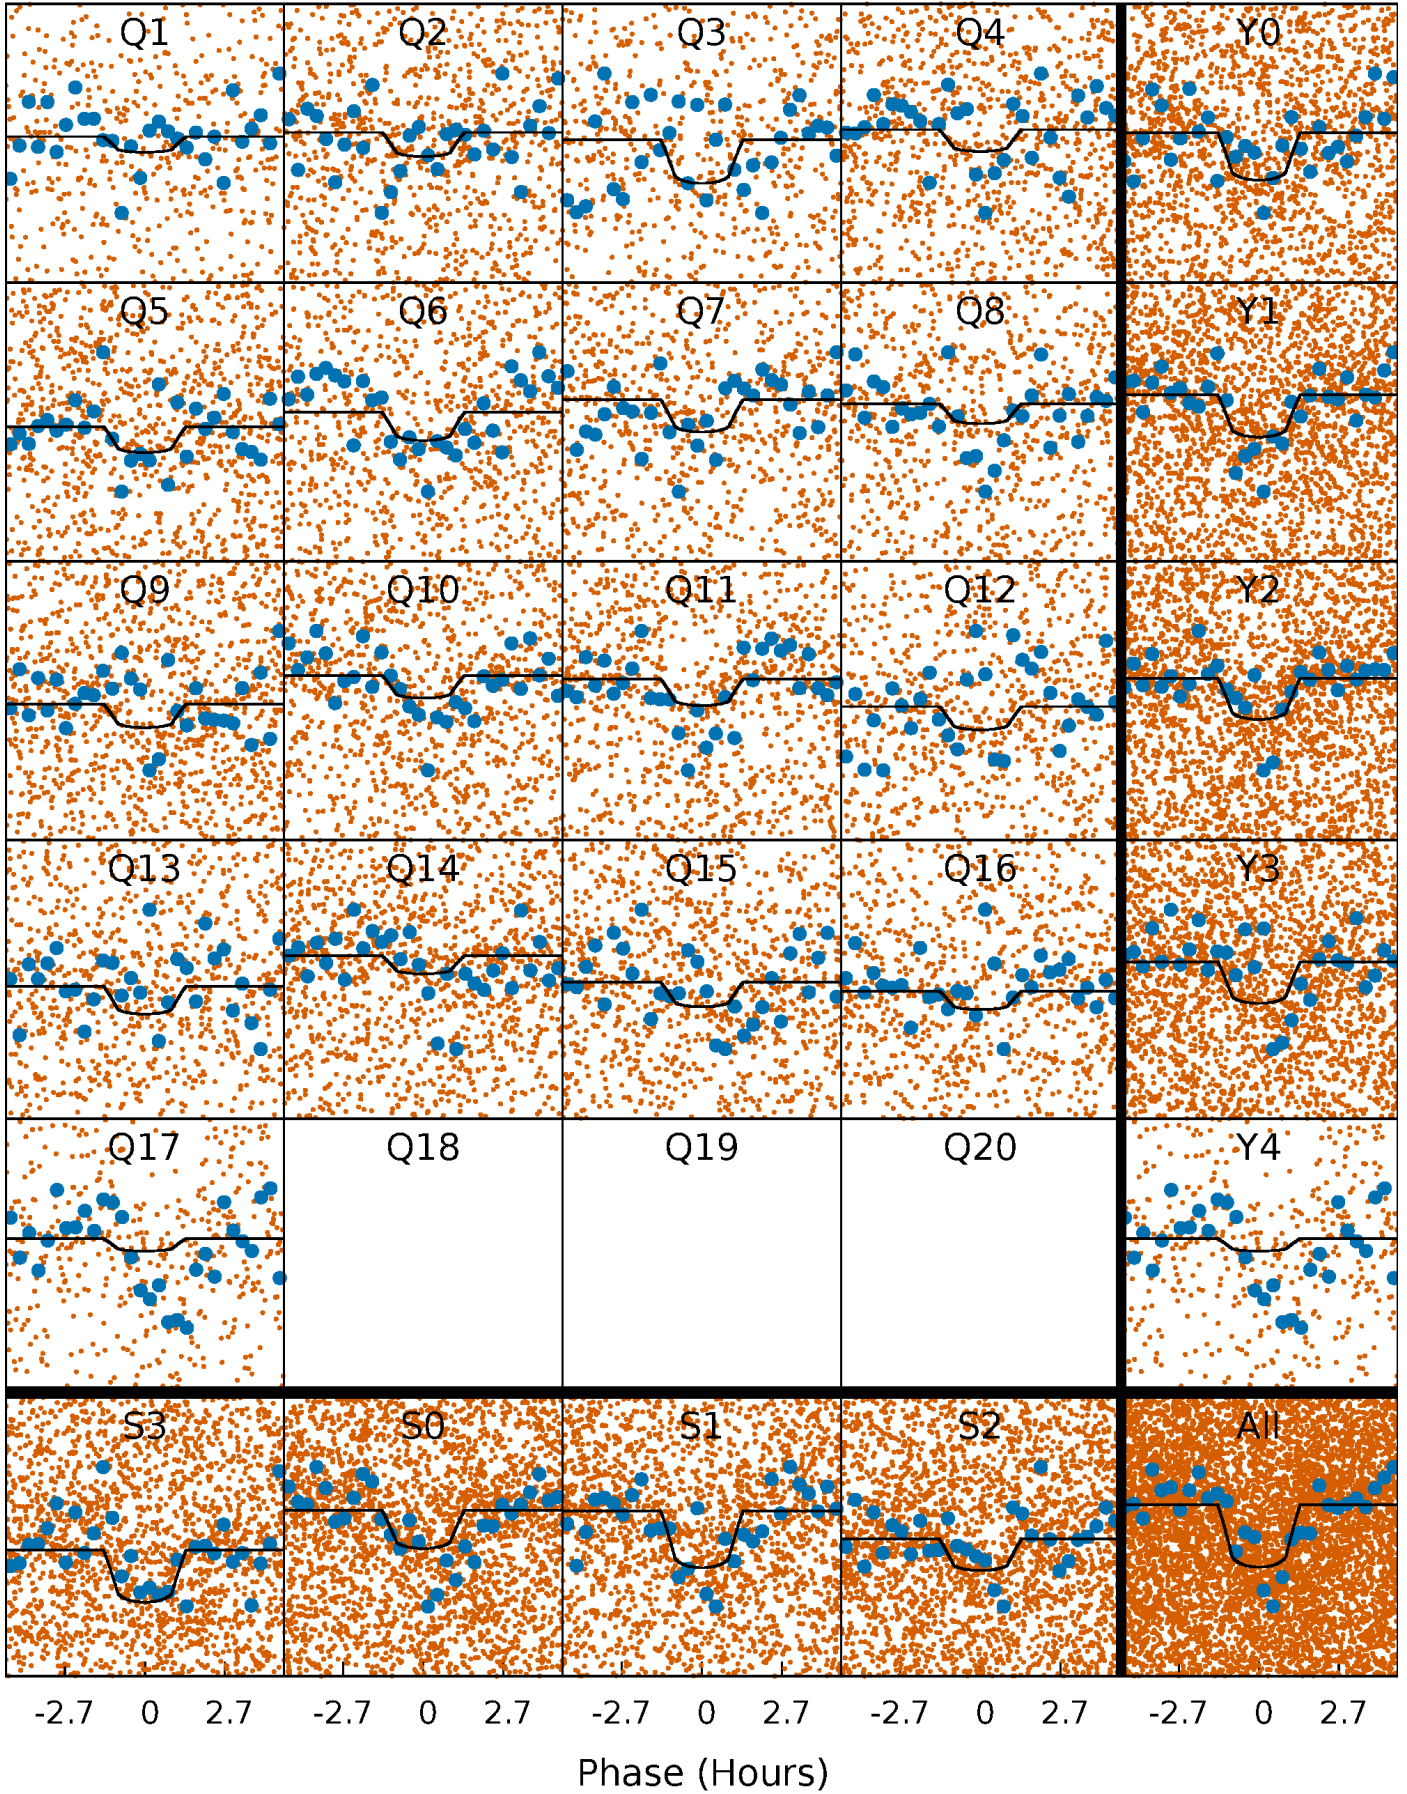 Q1 Q2 Q3 Q4 Y0
Q5 Q6 Q7 Q8 Y1
Q9 Q10 Q11 Q12 Y2
Q13 Q14 Q15 Q16 Y3
Q17 Q18 Q19 Q20 Y4
S3 S0 S1 S2 All
-2.7 0 2.7 -2.7 0 2.7 -2.7 0 2.7 -2.7 0 2.7 -2.7 0 2.7
Phase (Hours)